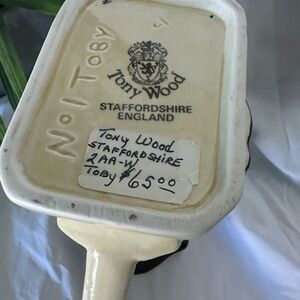 No 1 TOBY
Tony Wood
STAFFORDSHIRE
ENGLAND
TONY WOOD
STAFFORDSHIRE
2AA-W
TOBY $65.00